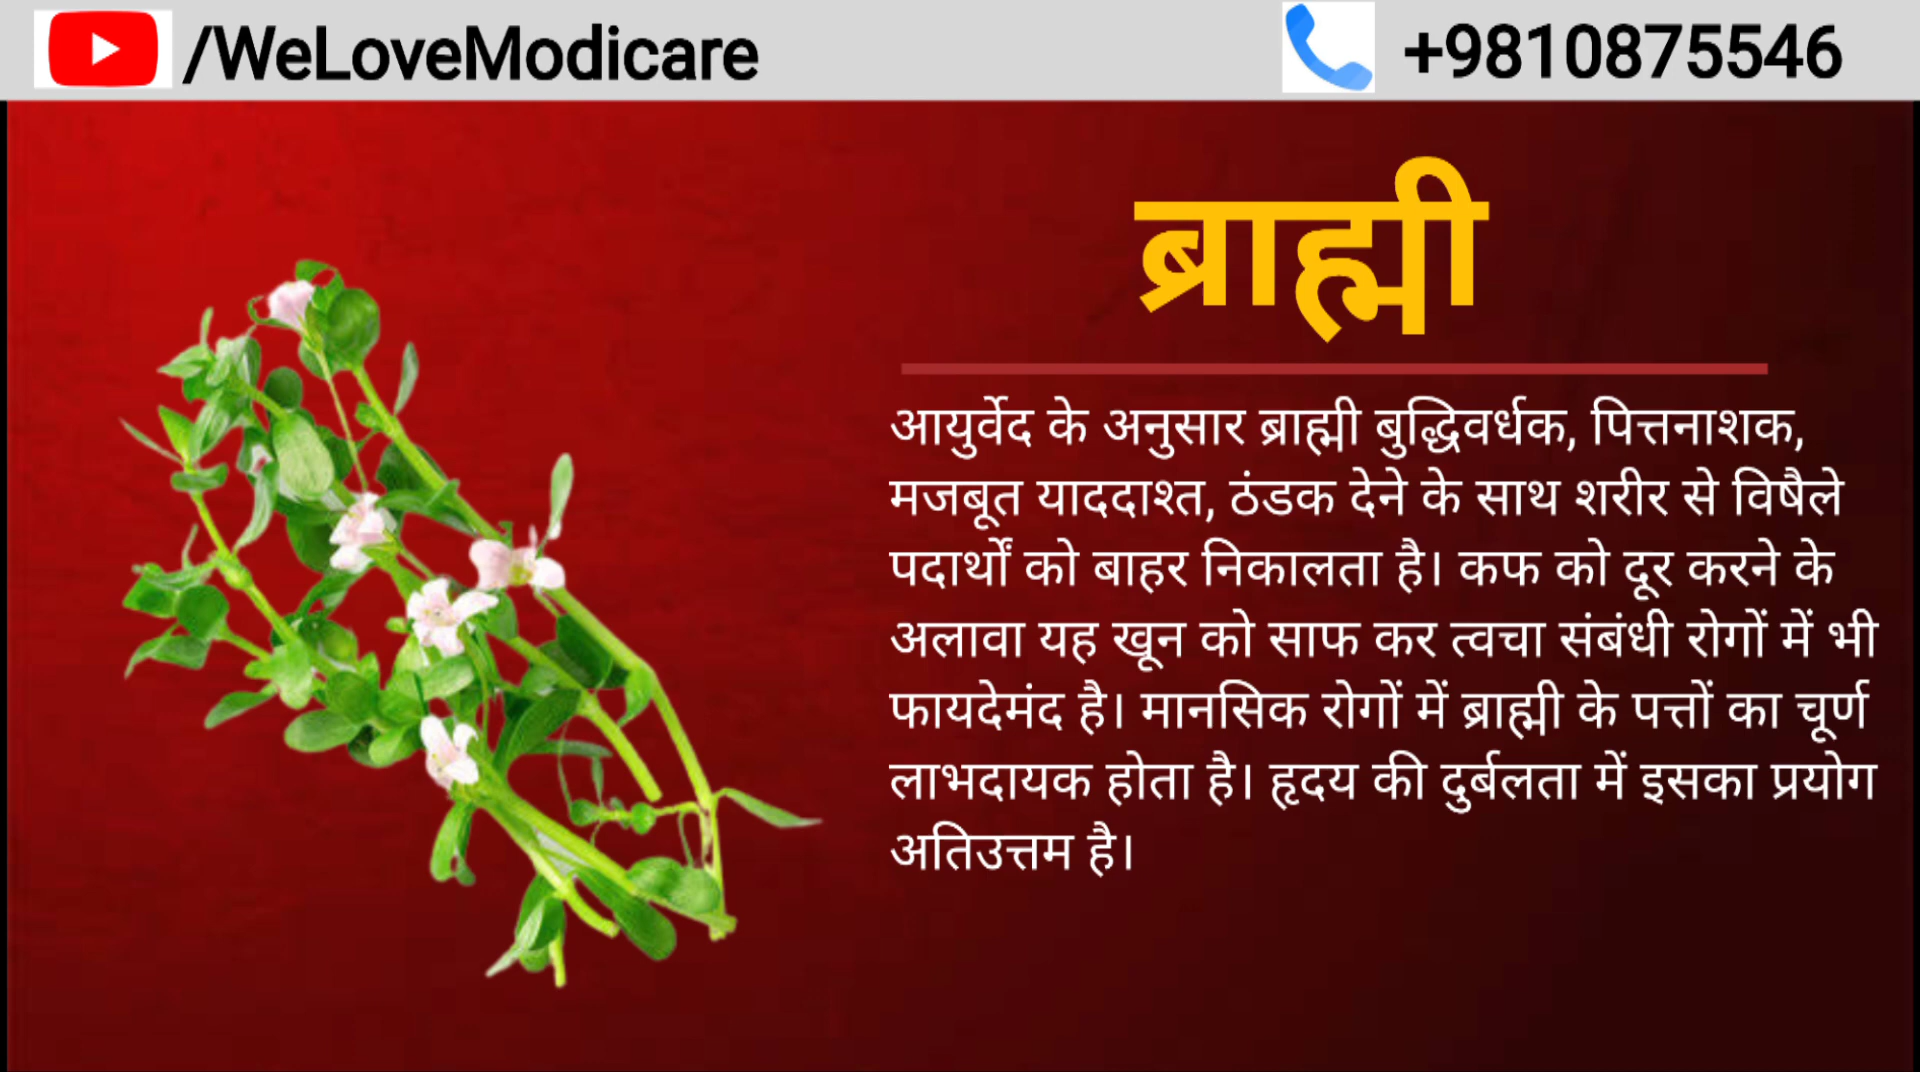 /WeLoveModicare
+9810875546
ब्राह्मी
आयुर्वेद के अनुसार ब्राह्मी बुद्धिवर्धक, पित्तनाशक,
मजबूत याददाश्त, ठंडक देने के साथ शरीर से विषैले
पदार्थों को बाहर निकालता है। कफ को दूर करने के
अलावा यह खून को साफ कर त्वचा संबंधी रोगों में भी
फायदेमंद है। मानसिक रोगों में ब्राह्मी के पत्तों का चूर्ण
लाभदायक होता है। हृदय की दुर्बलता में इसका प्रयोग
अतिउत्तम है।